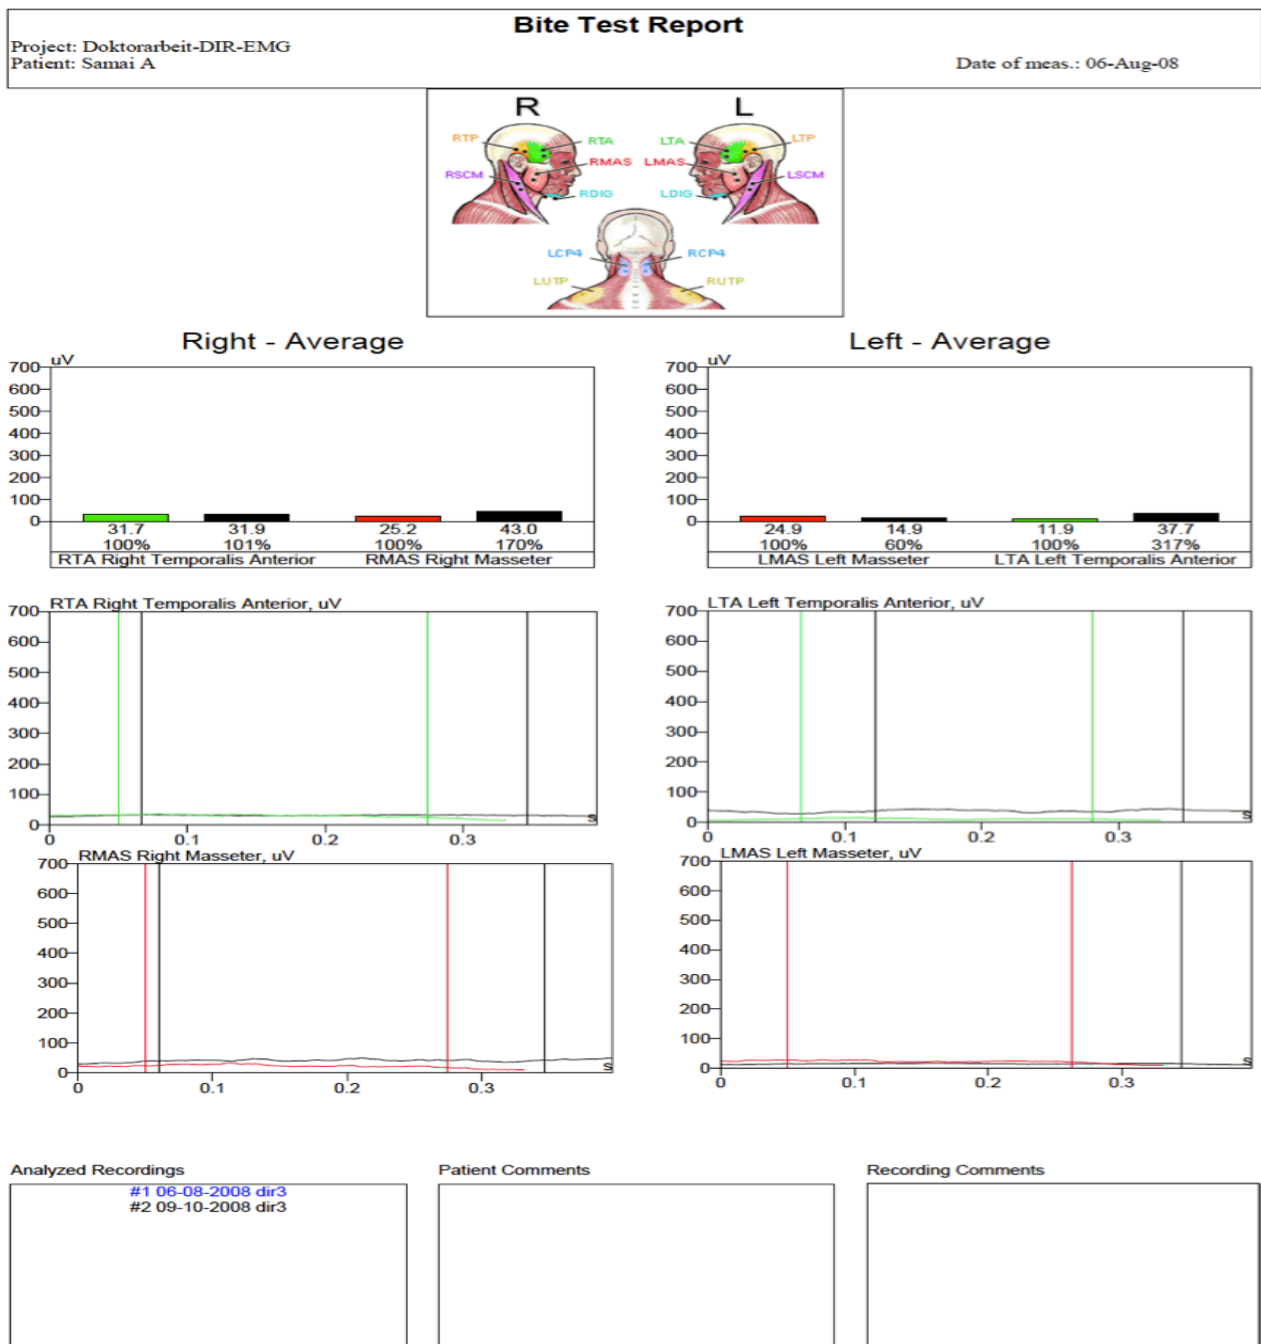 Bite Test Report
Project: Doktorarbeit-DIR-EMG
Patient: Samai A
Date of meas.: 06-Aug-08
R L
RTP RTA LTA LTP
RMAS LMAS
RSCM LSCM
RDIG LDIG
LCP4 RCP4
LUTP RUTP
Right - Average
uV
700
600
500
400
300
200
100
0
31.7 31.9 25.2 43.0
100% 101% 100% 170%
RTA Right Temporalis Anterior RMAS Right Masseter
Left - Average
uV
700
600
500
400
300
200
100
0
24.9 14.9 11.9 37.7
100% 60% 100% 317%
LMAS Left Masseter LTA Left Temporalis Anterior
RTA Right Temporalis Anterior, uV
700
600
500
400
300
200
100
0
s
0 0.1 0.2 0.3
LTA Left Temporalis Anterior, uV
700
600
500
400
300
200
100
0
s
0 0.1 0.2 0.3
RMAS Right Masseter, uV
700
600
500
400
300
200
100
0
s
0 0.1 0.2 0.3
LMAS Left Masseter, uV
700
600
500
400
300
200
100
0
s
0 0.1 0.2 0.3
Analyzed Recordings
#1 06-08-2008 dir3
#2 09-10-2008 dir3
Patient Comments
Recording Comments